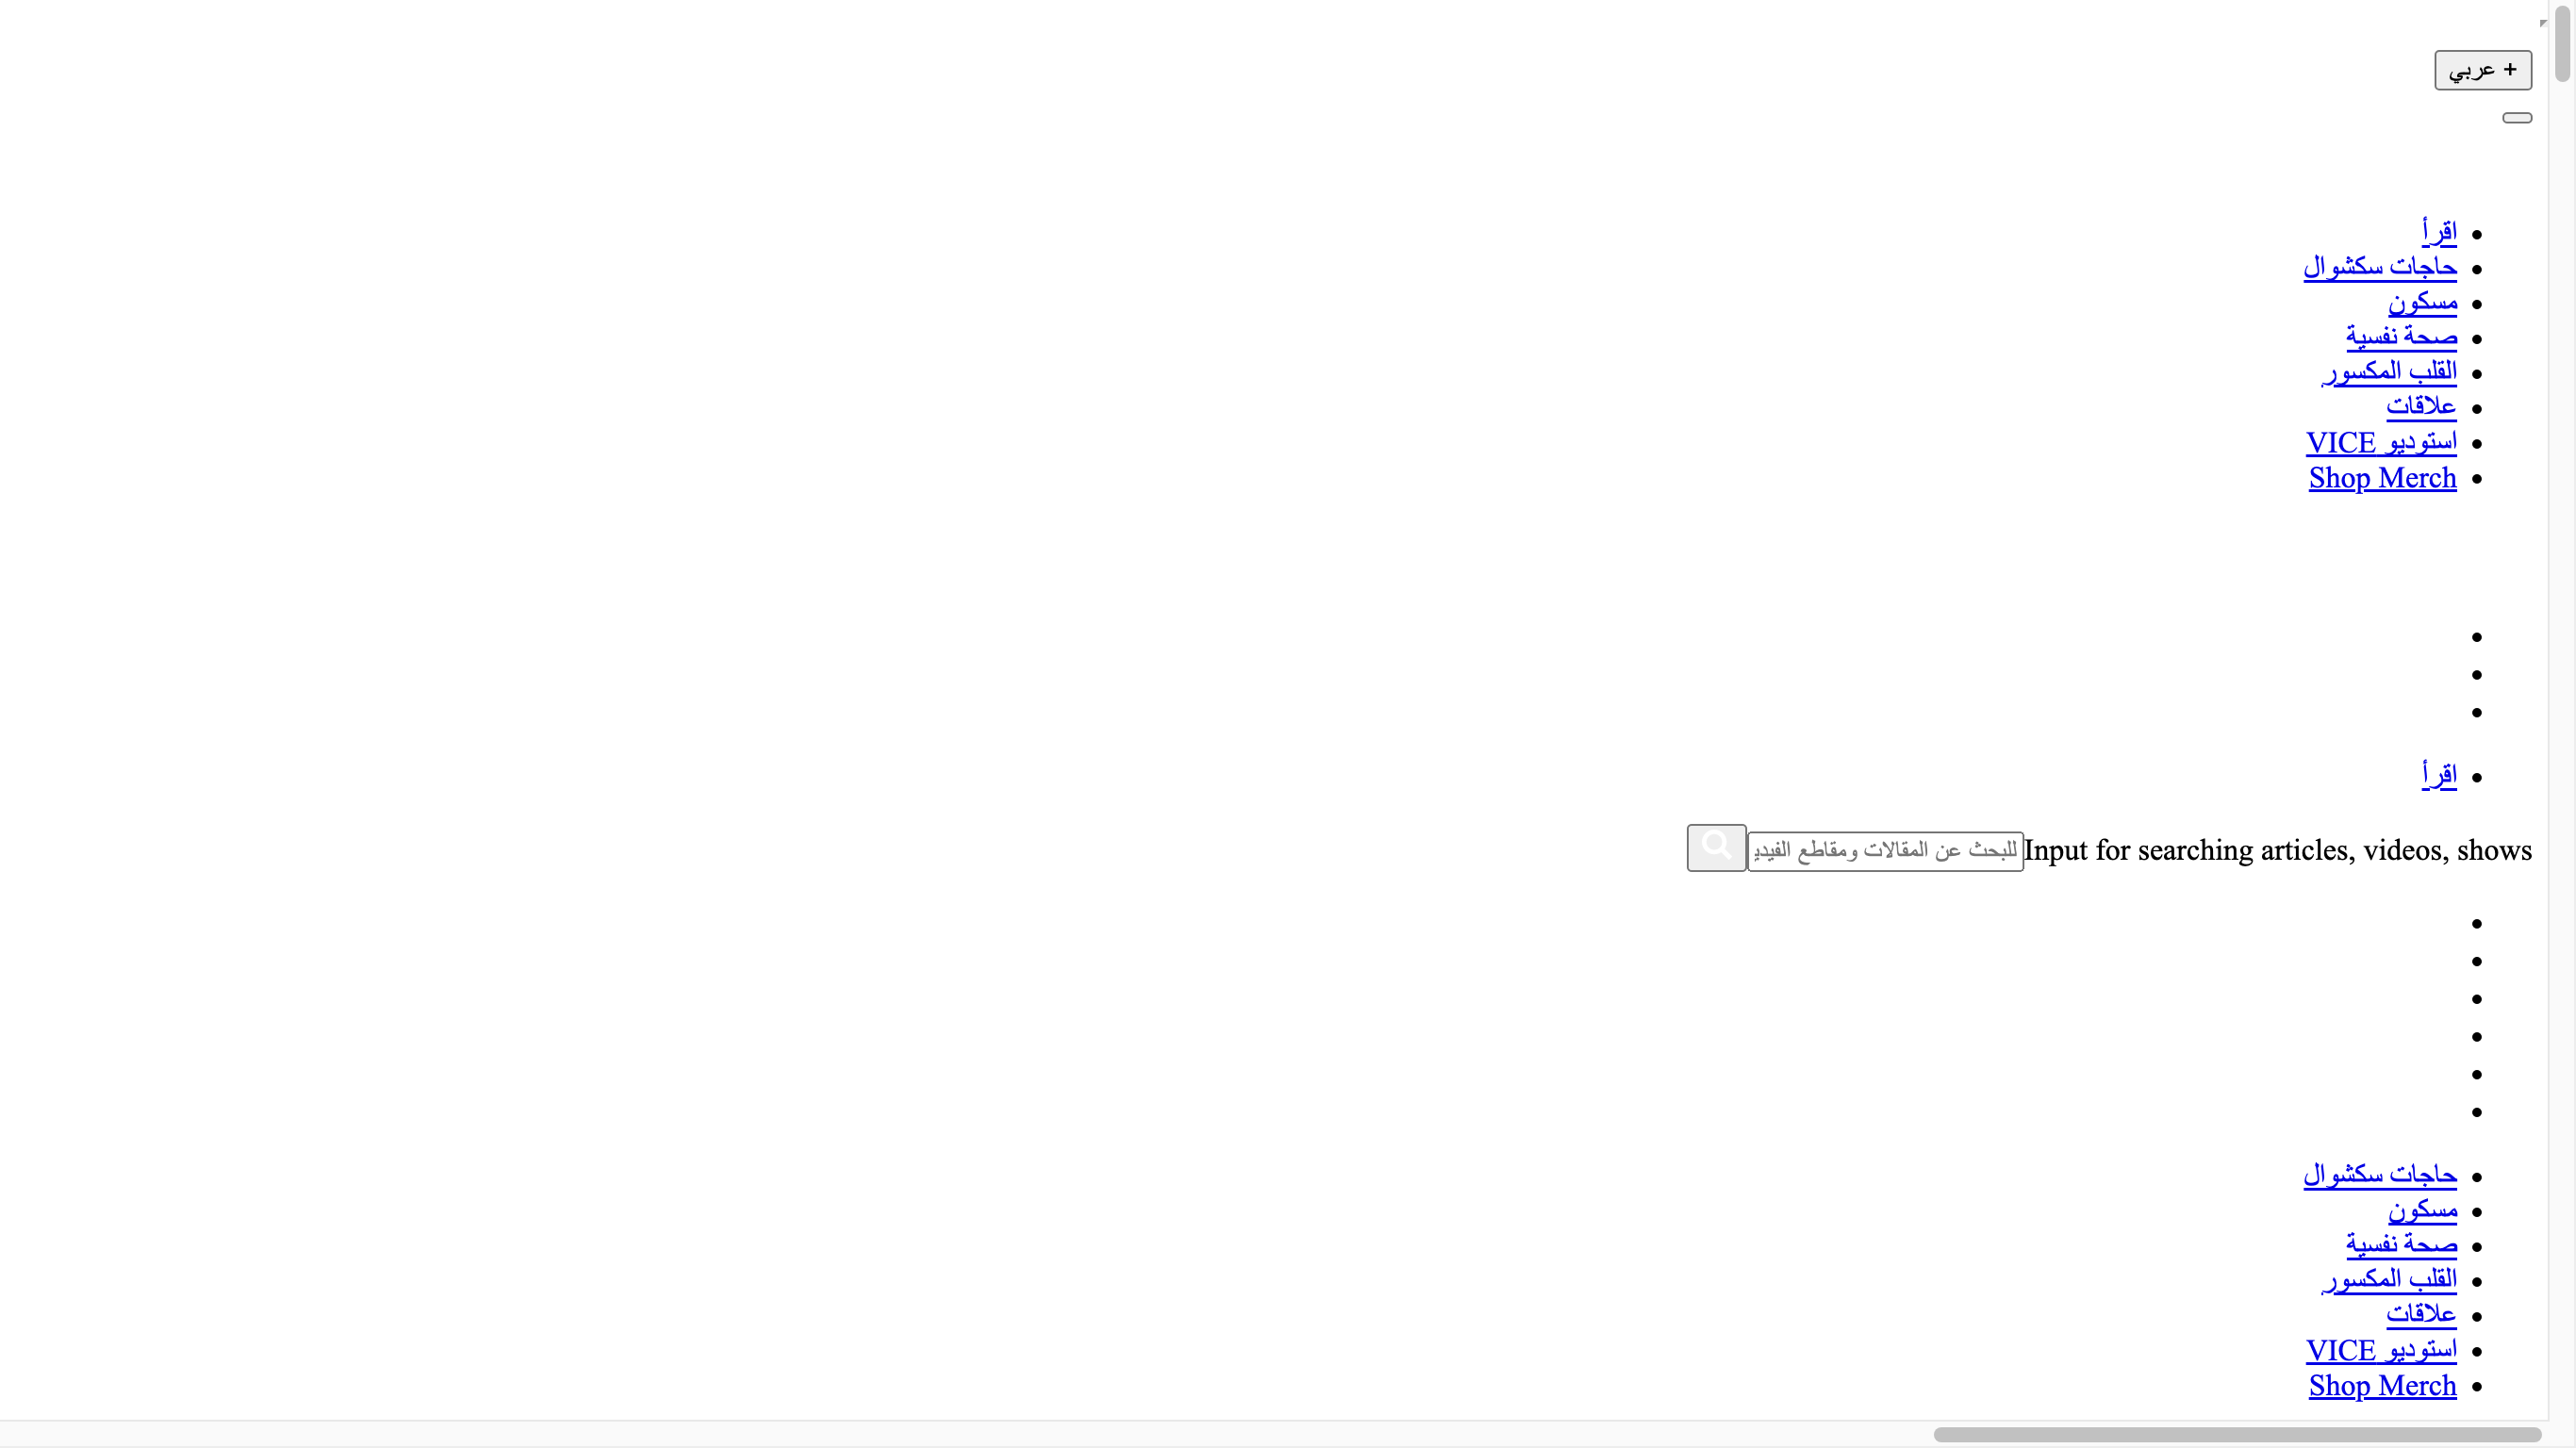 + عربي
اقرأ
حاجات سكشوال
مسكون
صحة نفسية
القلب المكسور
علاقات
استوديو VICE
Shop Merch
اقرأ
Input for searching articles, videos, shows للبحث عن المقالات ومقاطع الفيدي
حاجات سكشوال
مسكون
صحة نفسية
القلب المكسور
علاقات
استوديو VICE
Shop Merch